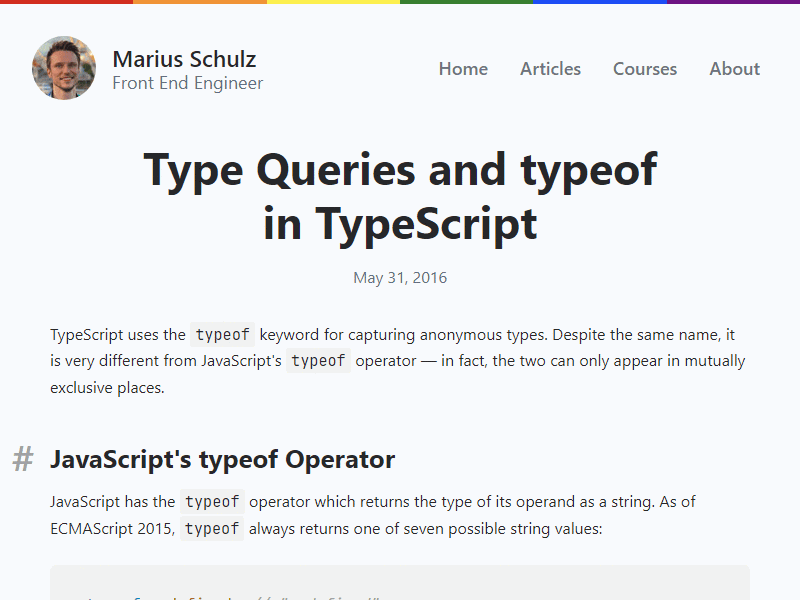 Marius Schulz
Front End Engineer
Home Articles Courses About
Type Queries and typeof
in TypeScript
May 31, 2016
TypeScript uses the typeof keyword for capturing anonymous types. Despite the same name, it
is very different from JavaScript's typeof operator — in fact, the two can only appear in mutually
exclusive places.
# JavaScript's typeof Operator
JavaScript has the typeof operator which returns the type of its operand as a string. As of
ECMAScript 2015, typeof always returns one of seven possible string values: